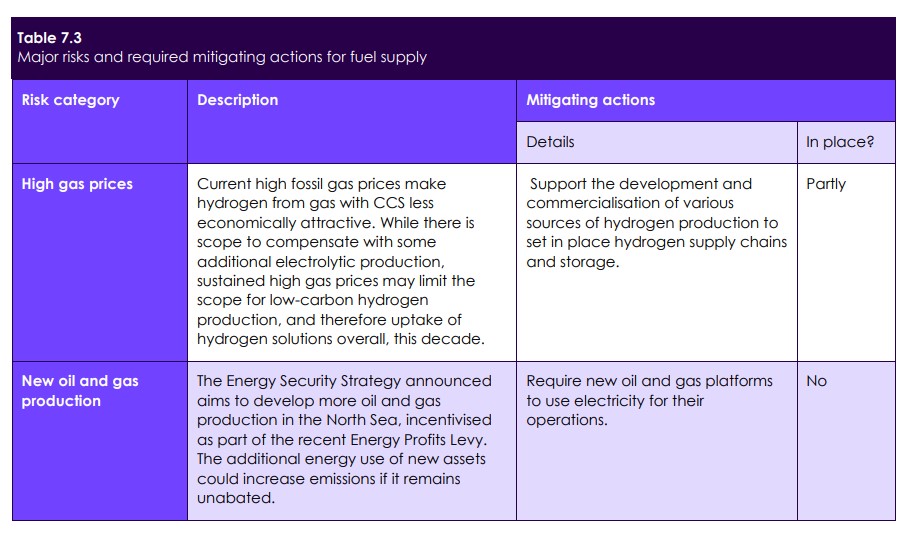 Table 7.3
Major risks and required mitigating actions for fuel supply
Risk category
Description
Mitigating actions
Details
In place?
High gas prices
Current high fossil gas prices make
hydrogen from gas with CCS less
economically attractive. While there is
scope to compensate with some
additional electrolytic production,
sustained high gas prices may limit the
scope for low-carbon hydrogen
production, and therefore uptake of
hydrogen solutions overall, this decade.
Support the development and
commercialisation of various
sources of hydrogen production to
set in place hydrogen supply chains
and storage.
Partly
New oil and gas
production
The Energy Security Strategy announced
aims to develop more oil and gas
production in the North Sea, incentivised
as part of the recent Energy Profits Levy.
The additional energy use of new assets
could increase emissions if it remains
unabated.
Require new oil and gas platforms
to use electricity for their
operations.
No